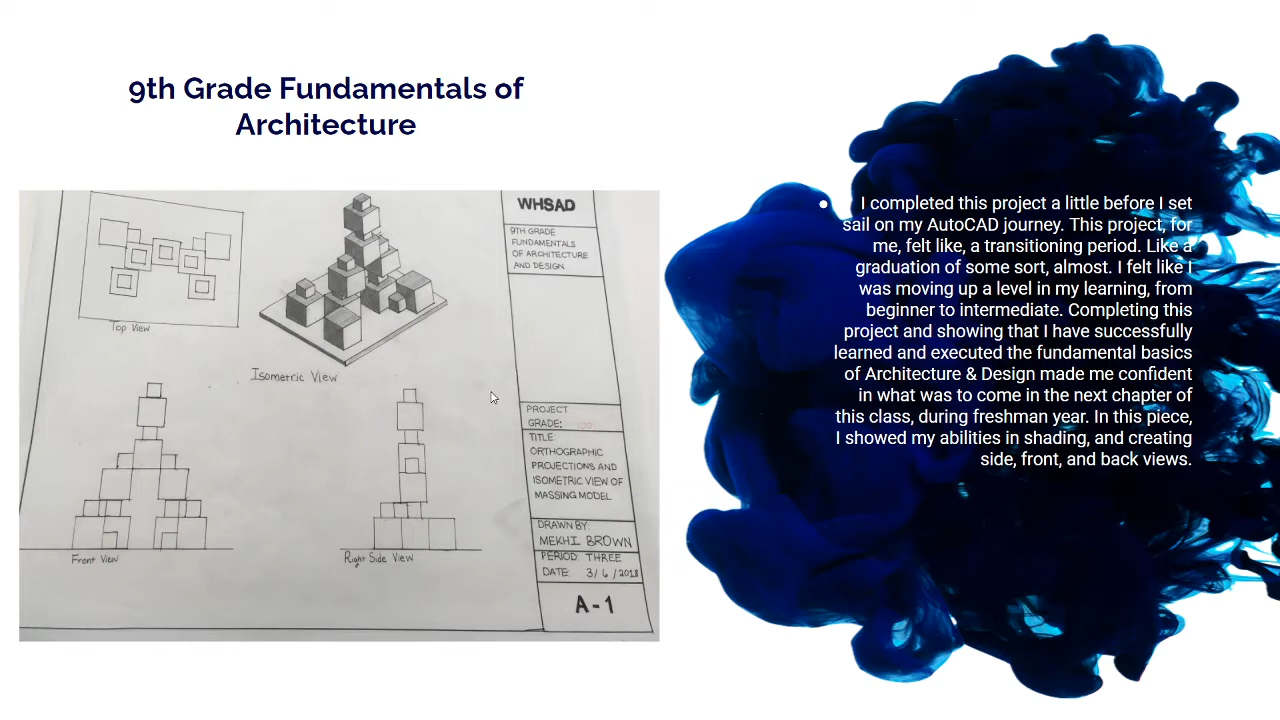 9th Grade Fundamentals of
Architecture
WHSAD
9TH GRADE
FUNDAMENTALS
OF ARCHITECTURE
AND DESIGN
Top View
Isometric View
Front View
Right Side View
PROJECT
GRADE:
TITLE:
ORTHOGRAPHIC
PROJECTIONS AND
ISOMETRIC VIEW OF
MASSING MODEL
DRAWN BY:
MEKHI BROWN
PERIOD: THREE
DATE: 3/6/2018
A-1
• I completed this project a little before I set
sail on my AutoCAD journey. This project, for
me, felt like, a transitioning period. Like a
graduation of some sort, almost. I felt like I
was moving up a level in my learning, from
beginner to intermediate. Completing this
project and showing that I have successfully
learned and executed the fundamental basics
of Architecture & Design made me confident
in what was to come in the next chapter of
this class, during freshman year. In this piece,
I showed my abilities in shading, and creating
side, front, and back views.